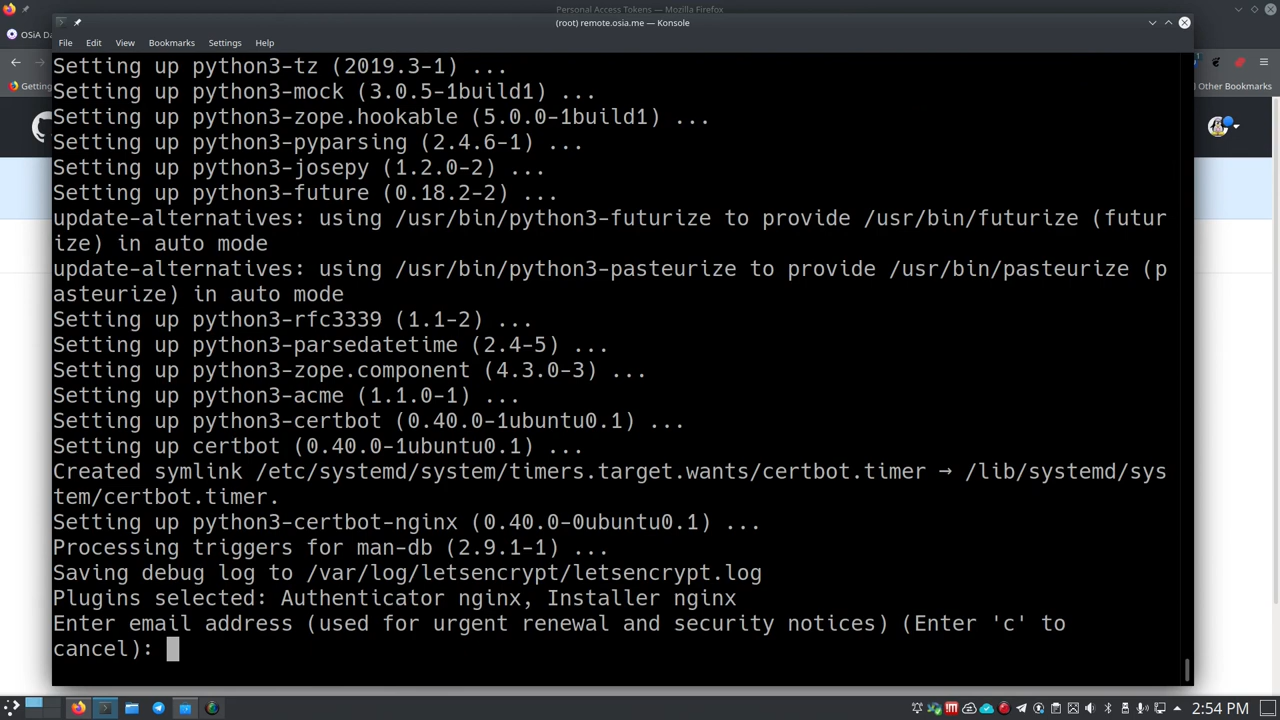 Personal Access Tokens — Mozilla Firefox
(root) remote.osia.me — Konsole
OSiA Da
File Edit View Bookmarks Settings Help
Getting
Other Bookmarks
Setting up python3-tz (2019.3-1) ...
Setting up python3-mock (3.0.5-1build1) ...
Setting up python3-zope.hookable (5.0.0-1build1) ...
Setting up python3-pyparsing (2.4.6-1) ...
Setting up python3-josepy (1.2.0-2) ...
Setting up python3-future (0.18.2-2) ...
update-alternatives: using /usr/bin/python3-futurize to provide /usr/bin/futurize (futur
ize) in auto mode
update-alternatives: using /usr/bin/python3-pasteurize to provide /usr/bin/pasteurize (p
asteurize) in auto mode
Setting up python3-rfc3339 (1.1-2) ...
Setting up python3-parsedatetime (2.4-5) ...
Setting up python3-zope.component (4.3.0-3) ...
Setting up python3-acme (1.1.0-1) ...
Setting up python3-certbot (0.40.0-1ubuntu0.1) ...
Setting up certbot (0.40.0-1ubuntu0.1) ...
Created symlink /etc/systemd/system/timers.target.wants/certbot.timer → /lib/systemd/sys
tem/certbot.timer.
Setting up python3-certbot-nginx (0.40.0-0ubuntu0.1) ...
Processing triggers for man-db (2.9.1-1) ...
Saving debug log to /var/log/letsencrypt/letsencrypt.log
Plugins selected: Authenticator nginx, Installer nginx
Enter email address (used for urgent renewal and security notices) (Enter 'c' to
cancel):
2:54 PM